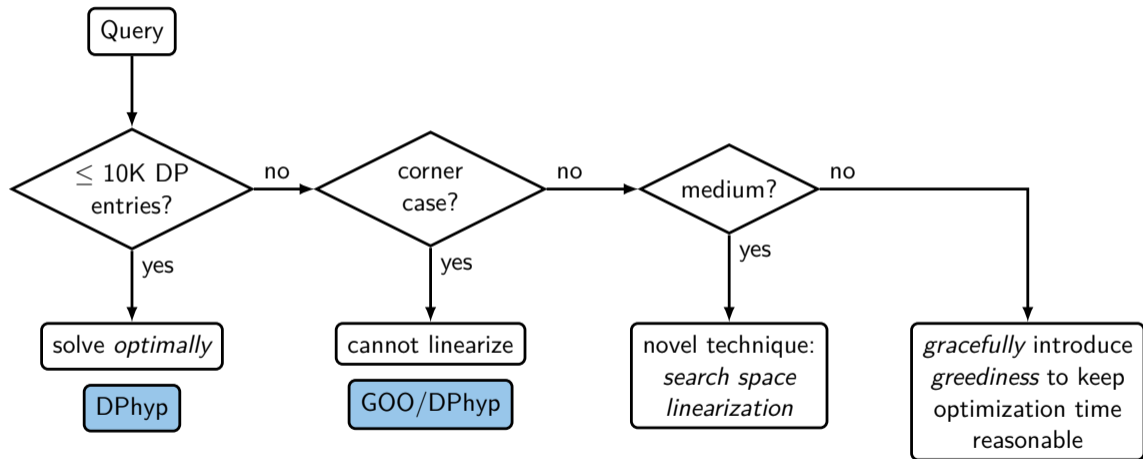 Query
≤ 10K DP
entries?
no
corner
case?
no
medium?
no
yes
yes
yes
solve optimally
cannot linearize
novel technique:
search space
linearization
gracefully introduce
greediness to keep
optimization time
reasonable
DPhyp
GOO/DPhyp